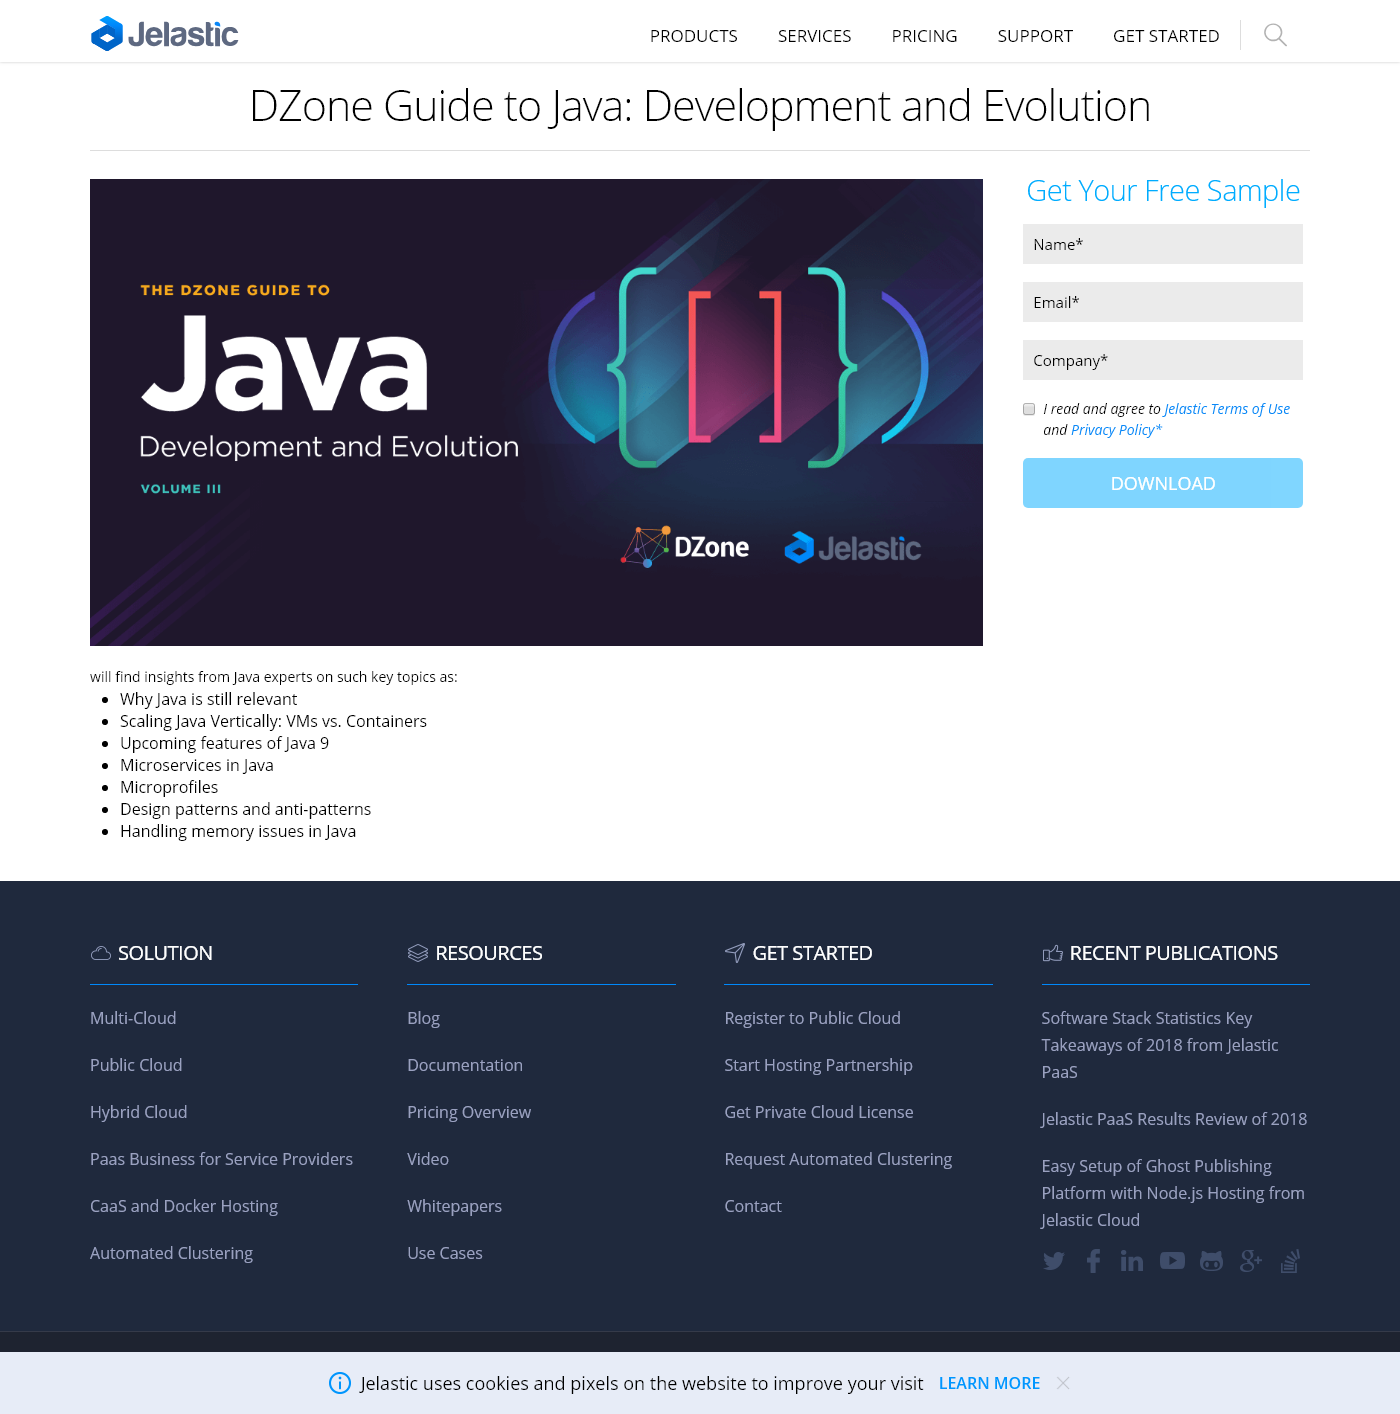 Jelastic
PRODUCTS
SERVICES
PRICING
SUPPORT
GET STARTED
DZone Guide to Java: Development and Evolution
THE DZONE GUIDE TO
Java
Development and Evolution
VOLUME III
DZone
Jelastic
Get Your Free Sample
Name*
Email*
Company*
I read and agree to Jelastic Terms of Use
and Privacy Policy*
DOWNLOAD
will find insights from Java experts on such key topics as:
Why Java is still relevant
Scaling Java Vertically: VMs vs. Containers
Upcoming features of Java 9
Microservices in Java
Microprofiles
Design patterns and anti-patterns
Handling memory issues in Java
SOLUTION
Multi-Cloud
Public Cloud
Hybrid Cloud
Paas Business for Service Providers
CaaS and Docker Hosting
Automated Clustering
RESOURCES
Blog
Documentation
Pricing Overview
Video
Whitepapers
Use Cases
GET STARTED
Register to Public Cloud
Start Hosting Partnership
Get Private Cloud License
Request Automated Clustering
Contact
RECENT PUBLICATIONS
Software Stack Statistics Key
Takeaways of 2018 from Jelastic
PaaS
Jelastic PaaS Results Review of 2018
Easy Setup of Ghost Publishing
Platform with Node.js Hosting from
Jelastic Cloud
Jelastic uses cookies and pixels on the website to improve your visit
LEARN MORE